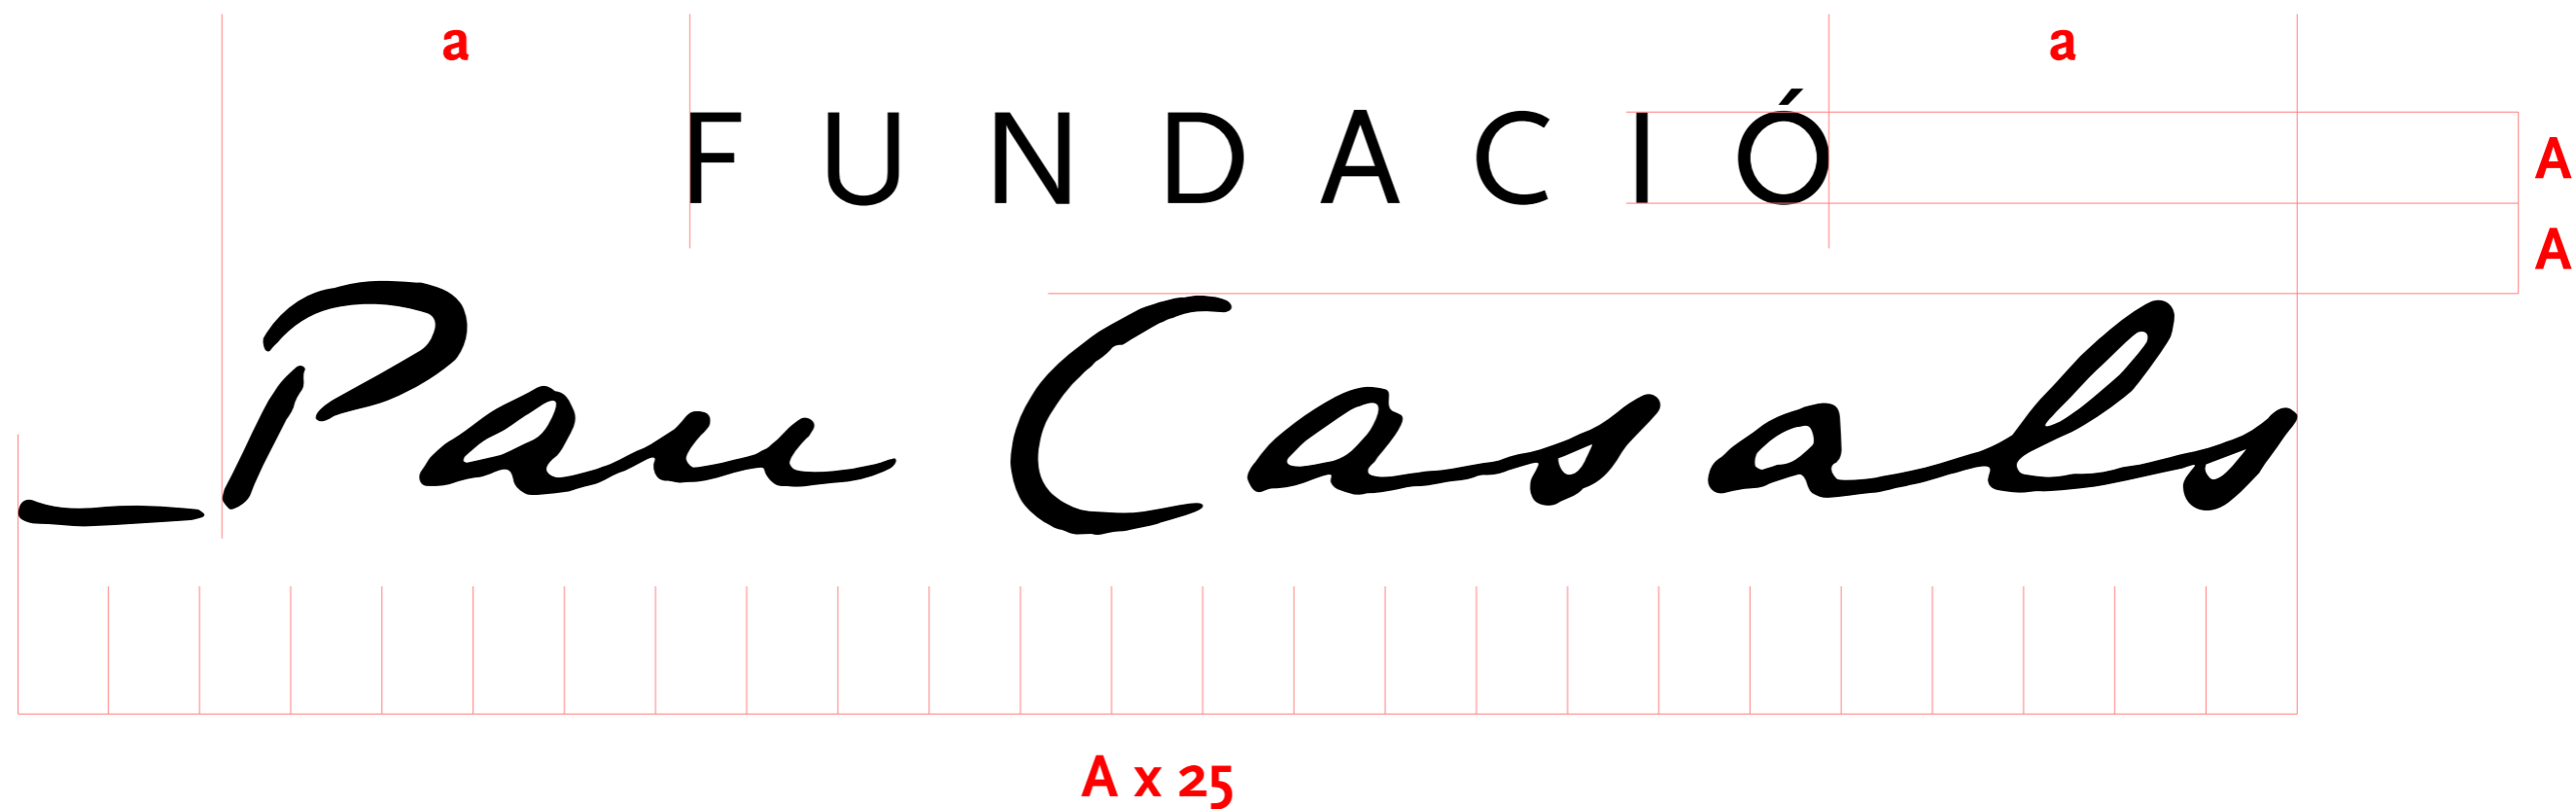 a a
FUNDACIÓ
A
A
Pau Casals
A x 25